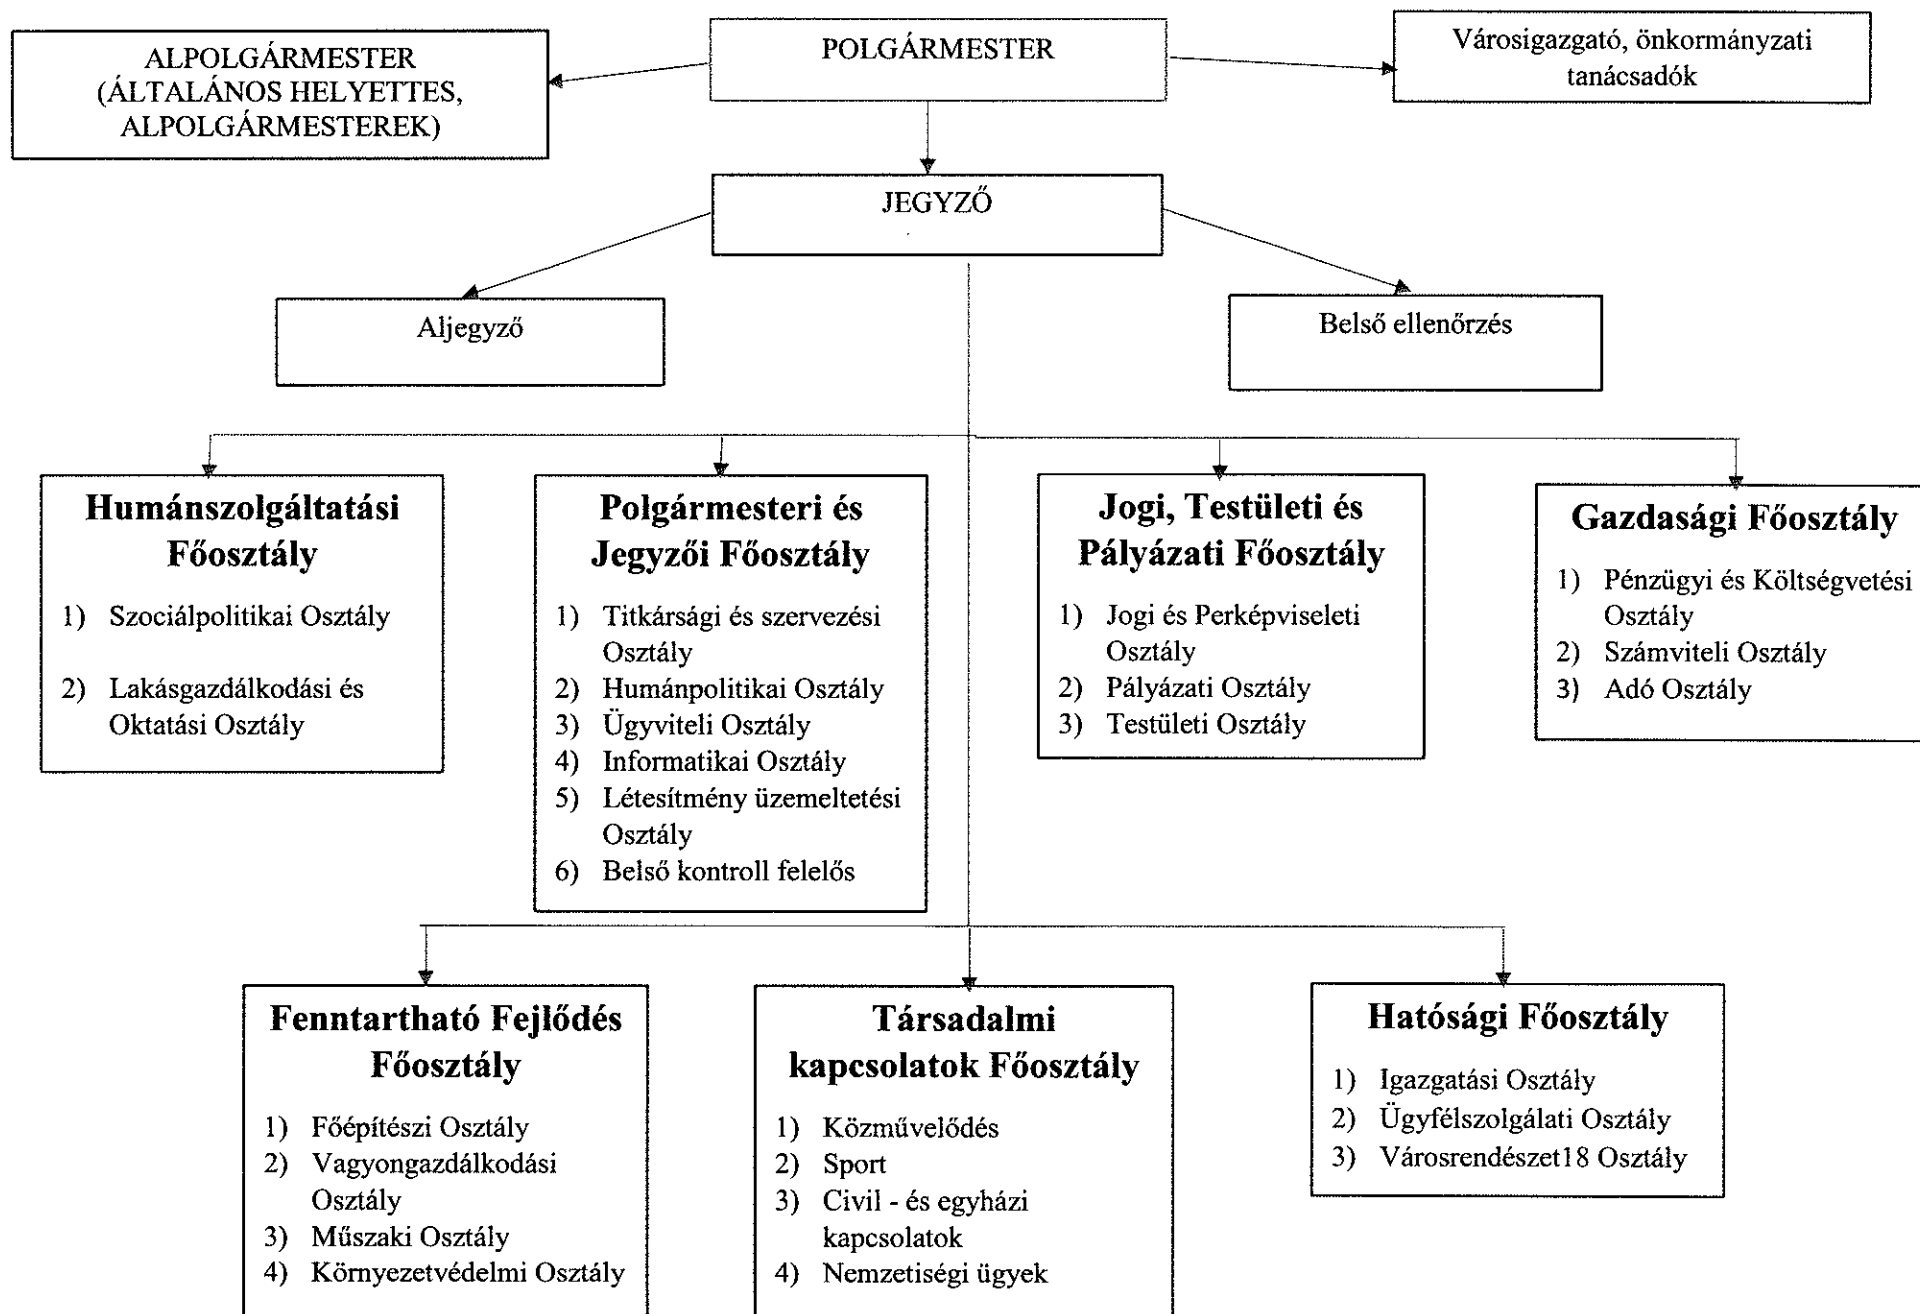 ALPOLGÁRMESTER
(ÁLTALÁNOS HELYETTES,
ALPOLGÁRMESTEREK)
POLGÁRMESTER
Városigazgató, önkormányzati
tanácsadók
JEGYZŐ
Aljegyző
Belső ellenőrzés
Humánszolgáltatási
Főosztály
1) Szociálpolitikai Osztály
2) Lakásgazdálkodási és
Oktatási Osztály
Polgármesteri és
Jegyzői Főosztály
1) Titkársági és szervezési
Osztály
2) Humánpolitikai Osztály
3) Ügyviteli Osztály
4) Informatikai Osztály
5) Létesítmény üzemeltetési
Osztály
6) Belső kontroll felelős
Jogi, Testületi és
Pályázati Főosztály
1) Jogi és Perképviseleti
Osztály
2) Pályázati Osztály
3) Testületi Osztály
Gazdasági Főosztály
1) Pénzügyi és Költségvetési
Osztály
2) Számviteli Osztály
3) Adó Osztály
Fenntartható Fejlődés
Főosztály
1) Főépítészi Osztály
2) Vagyongazdálkodási
Osztály
3) Műszaki Osztály
4) Környezetvédelmi Osztály
Társadalmi
kapcsolatok Főosztály
1) Közművelődés
2) Sport
3) Civil - és egyházi
kapcsolatok
4) Nemzetiségi ügyek
Hatósági Főosztály
1) Igazgatási Osztály
2) Ügyfélszolgálati Osztály
3) Városrendészet18 Osztály